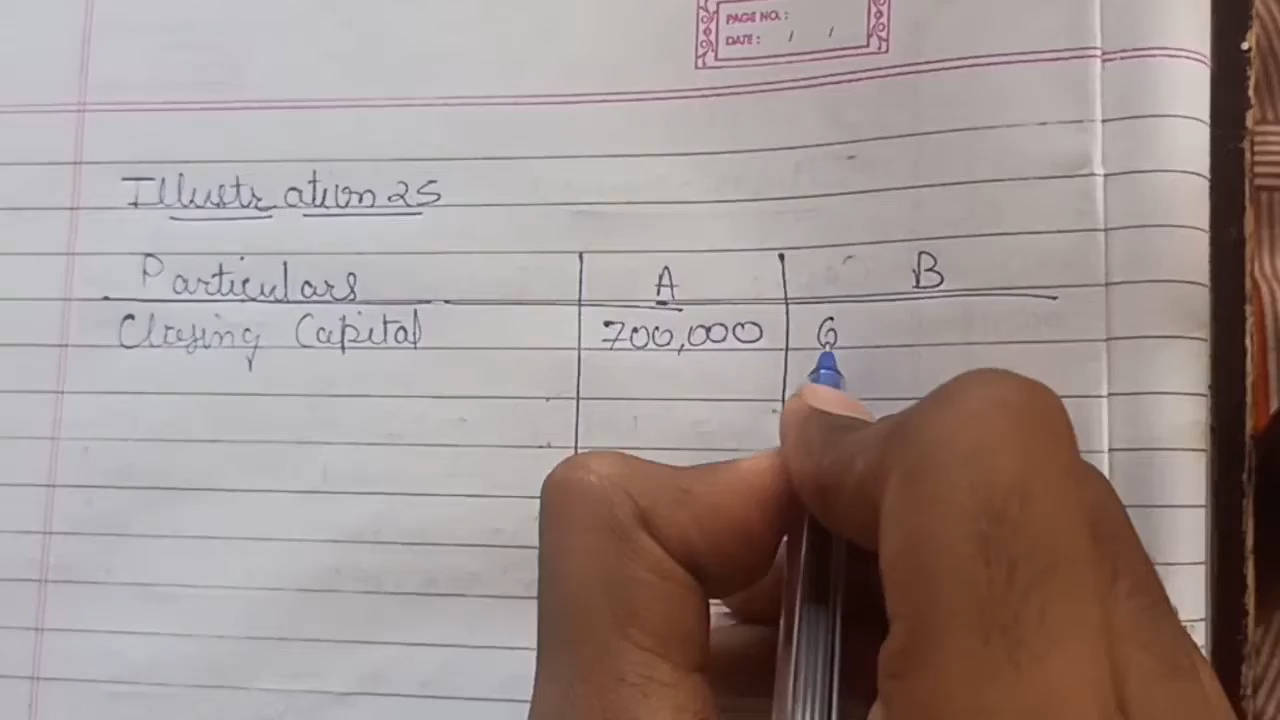 PAGE NO.:
DATE: / /
Illustration 25
Particulars A B
Closing Capital 700,000 6